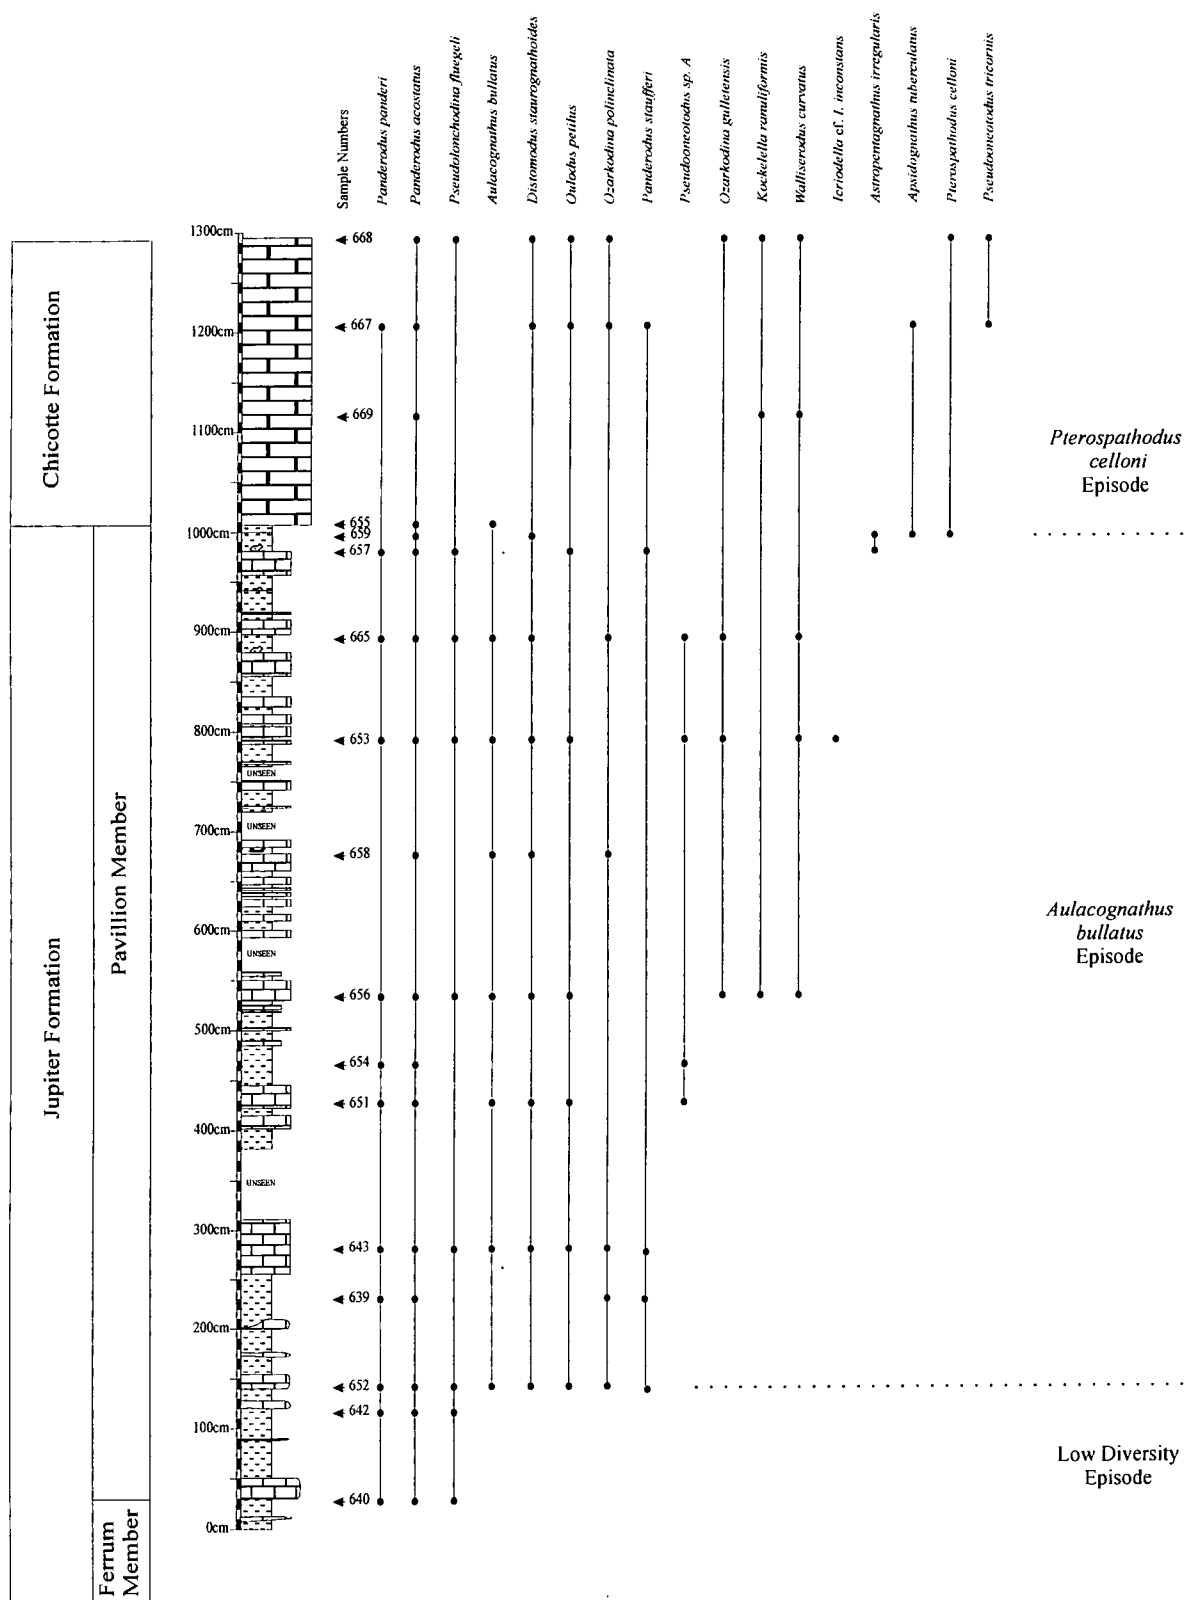 Sample Numbers
Panderodus panderi
Panderodus acostatus
Pseudolonchodina fluegeli
Aulacognathus bullatus
Distomodus staurognathoides
Oulodus petilus
Ozarkodina polinclinata
Panderodus staufferi
Pseudooneotodus sp. A
Ozarkodina gulletensis
Kockelella ranuliformis
Walliserodus curvatus
Icriodella cf. I. inconstans
Astropentagnathus irregularis
Apsidognathus tuberculatus
Pterospathodus celloni
Pseudooneotodus tricornis
1300cm
668
1200cm
667
669
1100cm
Chicotte Formation
Pterospathodus
celloni
Episode
655
1000cm
659
657
900cm
665
800cm
653
UNSEEN
700cm
UNSEEN
658
Pavillion Member
600cm
UNSEEN
Aulacognathus
bullatus
Episode
656
500cm
654
651
Jupiter Formation
400cm
UNSEEN
300cm
643
639
200cm
652
642
100cm
Low Diversity
Episode
640
0cm
Ferrum
Member